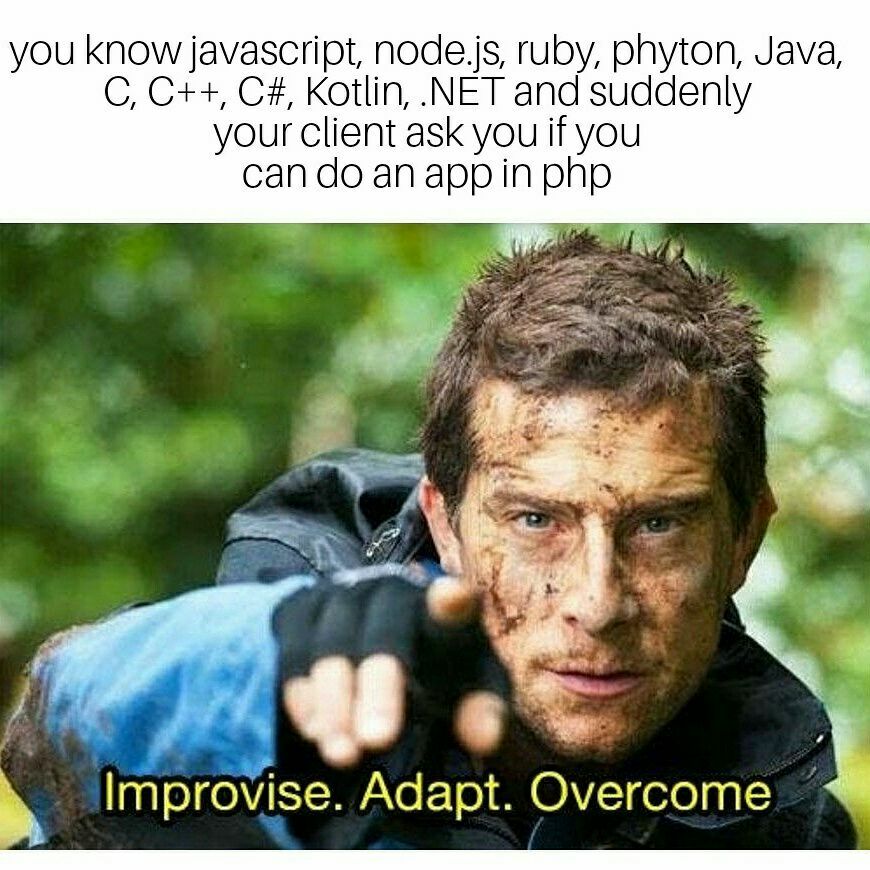 you know javascript, node.js, ruby, phyton, Java,
C, C++, C#, Kotlin, .NET and suddenly
your client ask you if you
can do an app in php
Improvise. Adapt. Overcome